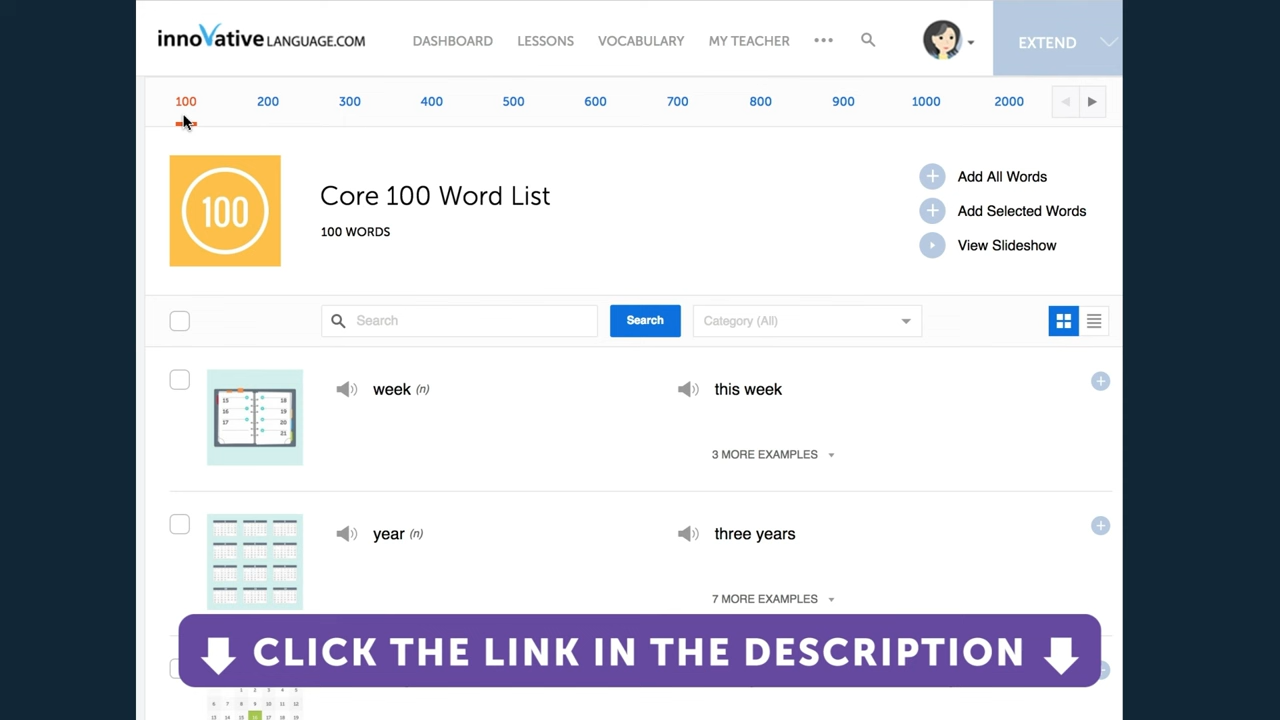 innoVative LANGUAGE.COM
DASHBOARD LESSONS VOCABULARY MY TEACHER ••• EXTEND
100 200 300 400 500 600 700 800 900 1000 2000
100
Core 100 Word List
100 WORDS
Add All Words
Add Selected Words
View Slideshow
Search Search Category (All)
week (n) this week
3 MORE EXAMPLES
year (n) three years
7 MORE EXAMPLES
CLICK THE LINK IN THE DESCRIPTION